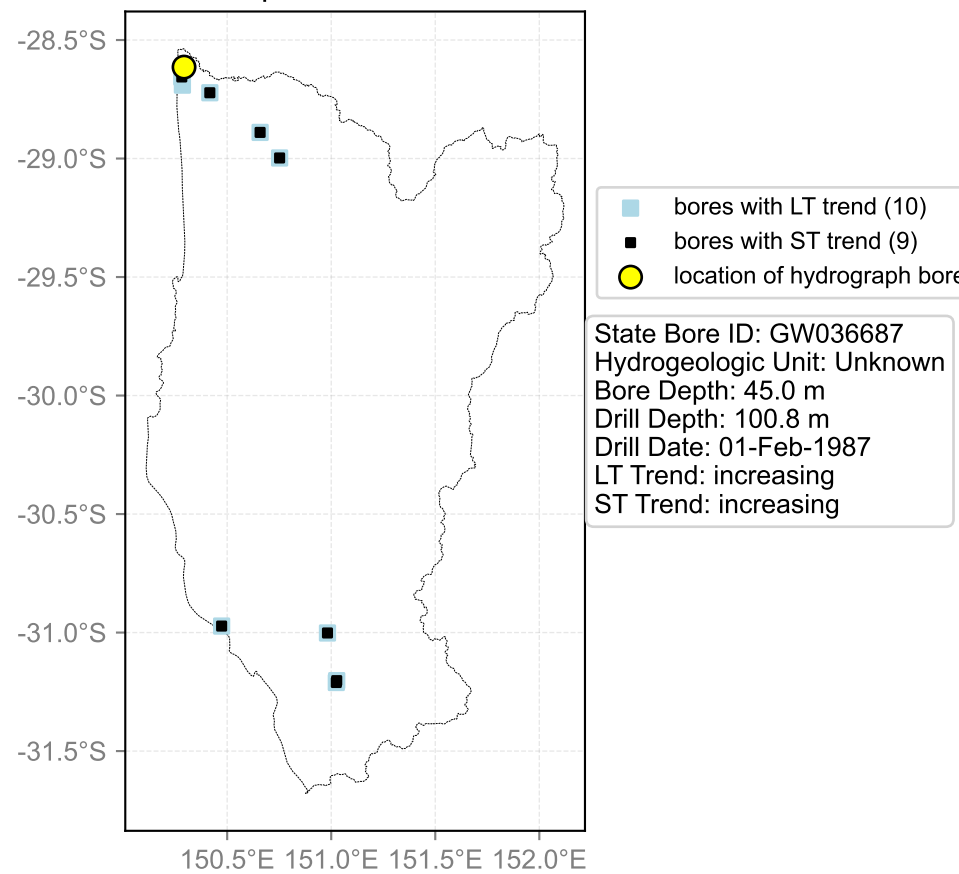 -28.5°S
-29.0°S
-29.5°S
-30.0°S
-30.5°S
-31.0°S
-31.5°S
150.5°E 151.0°E 151.5°E 152.0°E
bores with LT trend (10)
bores with ST trend (9)
location of hydrograph bore
State Bore ID: GW036687
Hydrogeologic Unit: Unknown
Bore Depth: 45.0 m
Drill Depth: 100.8 m
Drill Date: 01-Feb-1987
LT Trend: increasing
ST Trend: increasing